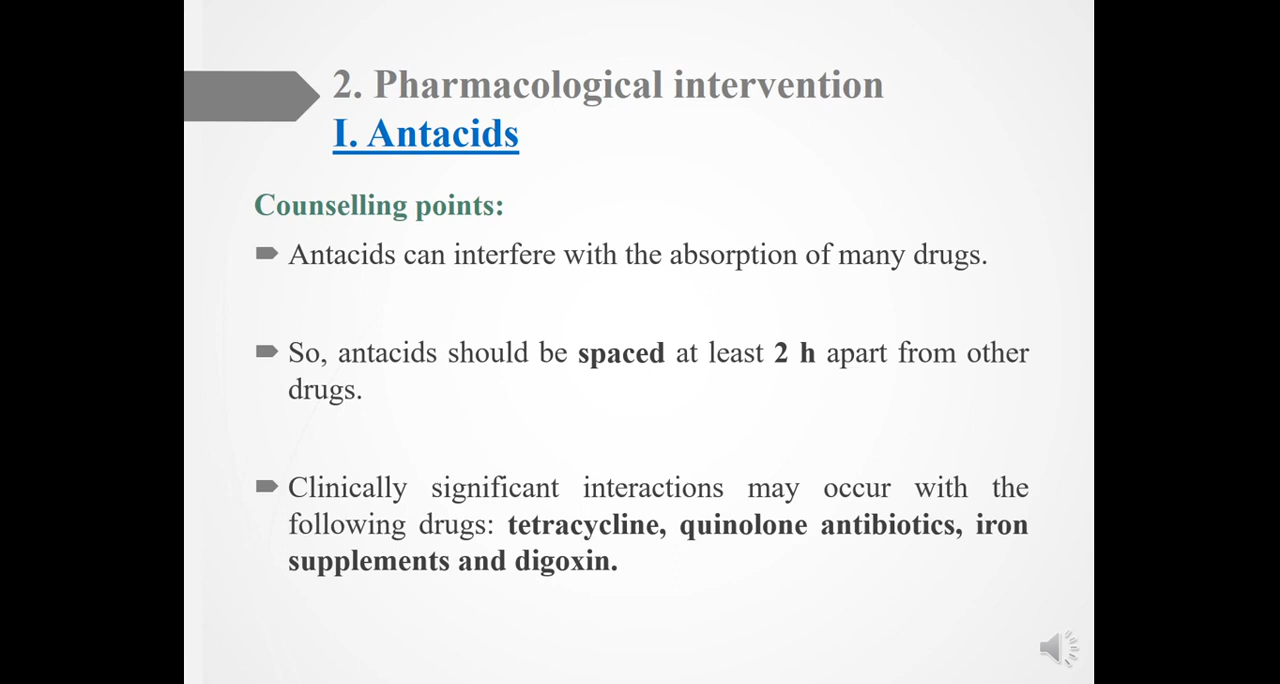 2. Pharmacological intervention
I. Antacids
Counselling points:
Antacids can interfere with the absorption of many drugs.
So, antacids should be spaced at least 2 h apart from other
drugs.
Clinically significant interactions may occur with the
following drugs: tetracycline, quinolone antibiotics, iron
supplements and digoxin.